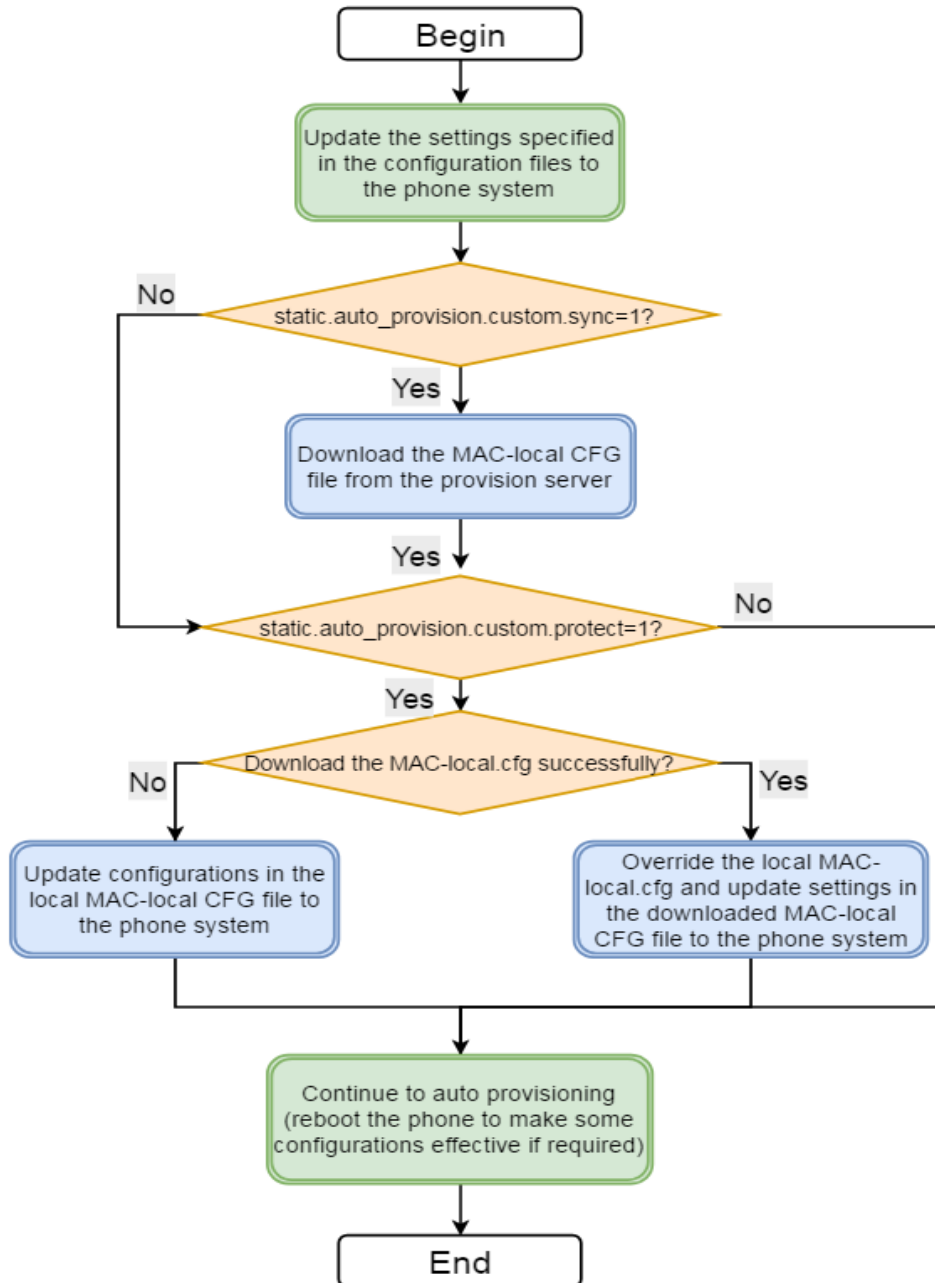 Begin
Update the settings specified
in the configuration files to
the phone system
No
static.auto_provision.custom.sync=1?
Yes
Download the MAC-local CFG
file from the provision server
Yes
static.auto_provision.custom.protect=1?
No
Yes
Download the MAC-local.cfg successfully?
No
Yes
Update configurations in the
local MAC-local CFG file to
the phone system
Override the local MAC-
local.cfg and update settings in
the downloaded MAC-local
CFG file to the phone system
Continue to auto provisioning
(reboot the phone to make some
configurations effective if required)
End